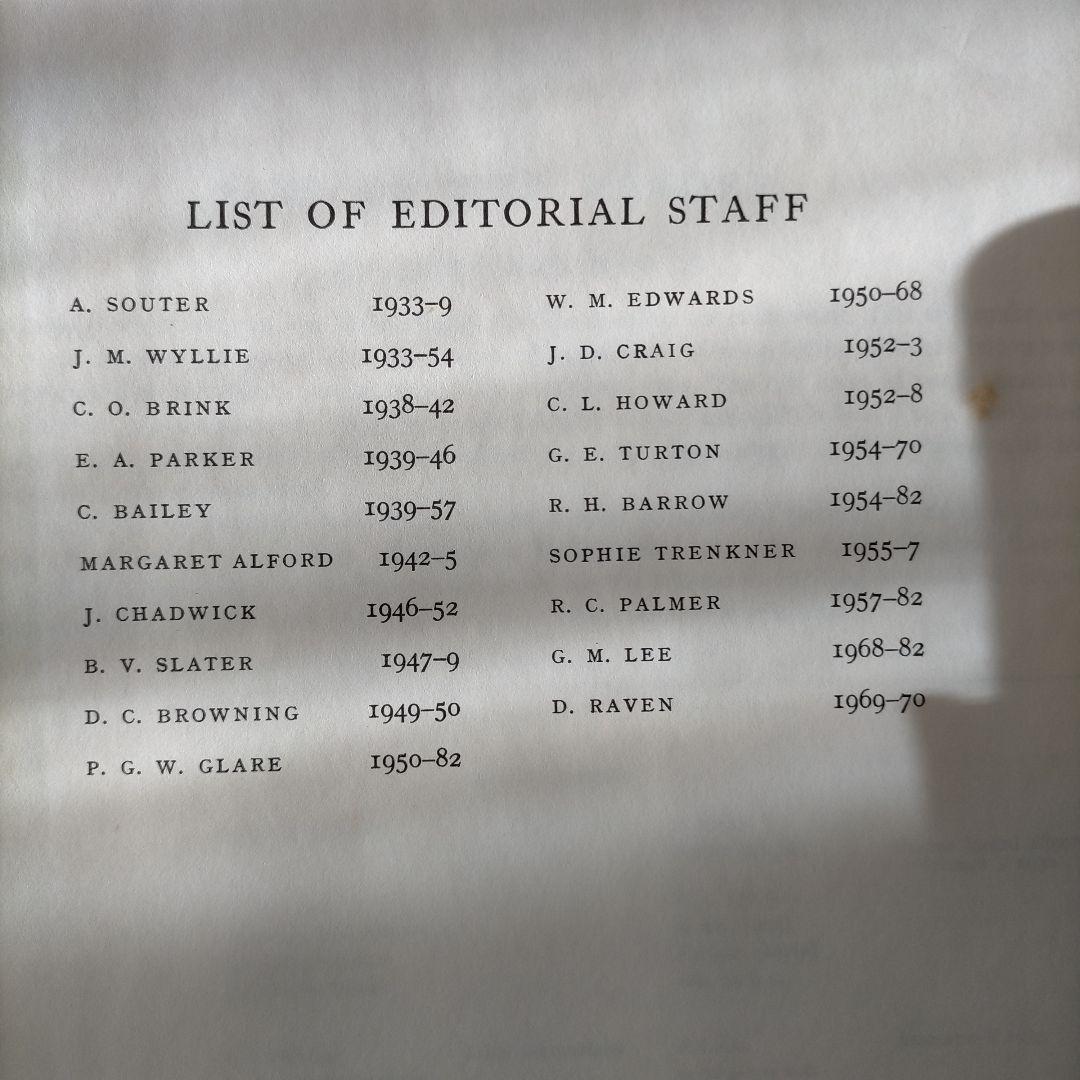 LIST OF EDITORIAL STAFF
A. SOUTER 1933–9
J. M. WYLLIE 1933–54
C. O. BRINK 1938–42
E. A. PARKER 1939–46
C. BAILEY 1939–57
MARGARET ALFORD 1942–5
J. CHADWICK 1946–52
B. V. SLATER 1947–9
D. C. BROWNING 1949–50
P. G. W. GLARE 1950–82
W. M. EDWARDS 1950–68
J. D. CRAIG 1952–3
C. L. HOWARD 1952–8
G. E. TURTON 1954–70
R. H. BARROW 1954–82
SOPHIE TRENKNER 1955–7
R. C. PALMER 1957–82
G. M. LEE 1968–82
D. RAVEN 1969–70